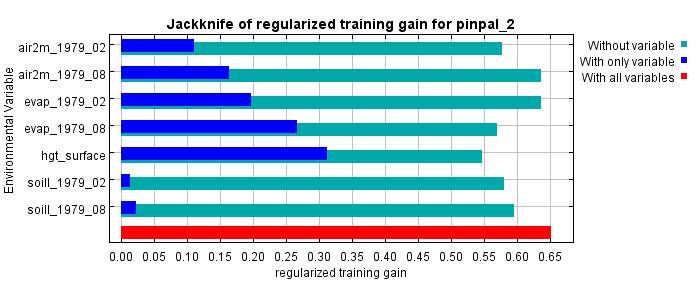 Jackknife of regularized training gain for pinpal_2
Environmental Variable
air2m_1979_02
air2m_1979_08
evap_1979_02
evap_1979_08
hgt_surface
soill_1979_02
soill_1979_08
0.00 0.05 0.10 0.15 0.20 0.25 0.30 0.35 0.40 0.45 0.50 0.55 0.60 0.65
regularized training gain
Without variable
With only variable
With all variables